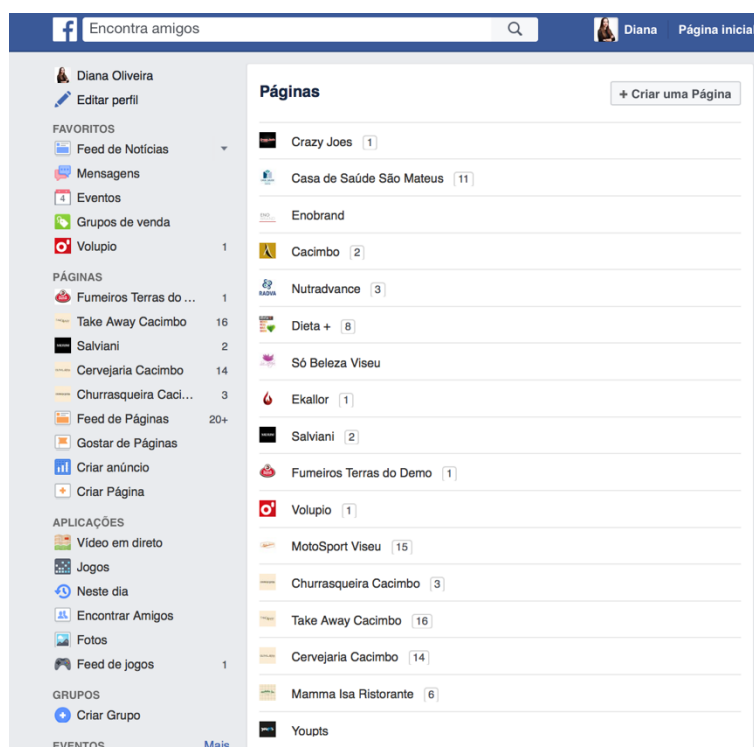 Encontra amigos
Diana
Página inicial
Diana Oliveira
Editar perfil
FAVORITOS
Feed de Notícias
Mensagens
4 Eventos
Grupos de venda
Volupio 1
PÁGINAS
Fumeiros Terras do ... 1
Take Away Cacimbo 16
Salviani 2
Cervejaria Cacimbo 14
Churrasqueira Caci... 3
Feed de Páginas 20+
Gostar de Páginas
Criar anúncio
Criar Página
APLICAÇÕES
Vídeo em direto
Jogos
Neste dia
Encontrar Amigos
Fotos
Feed de jogos 1
GRUPOS
Criar Grupo
EVENTOS Mais
Páginas
+ Criar uma Página
Crazy Joes 1
Casa de Saúde São Mateus 11
Enobrand
Cacimbo 2
RADVA Nutradvance 3
Dieta + 8
Só Beleza Viseu
Ekallor 1
Salviani 2
Fumeiros Terras do Demo 1
Volupio 1
MotoSport Viseu 15
Churrasqueira Cacimbo 3
Take Away Cacimbo 16
Cervejaria Cacimbo 14
Mamma Isa Ristorante 6
Youpts